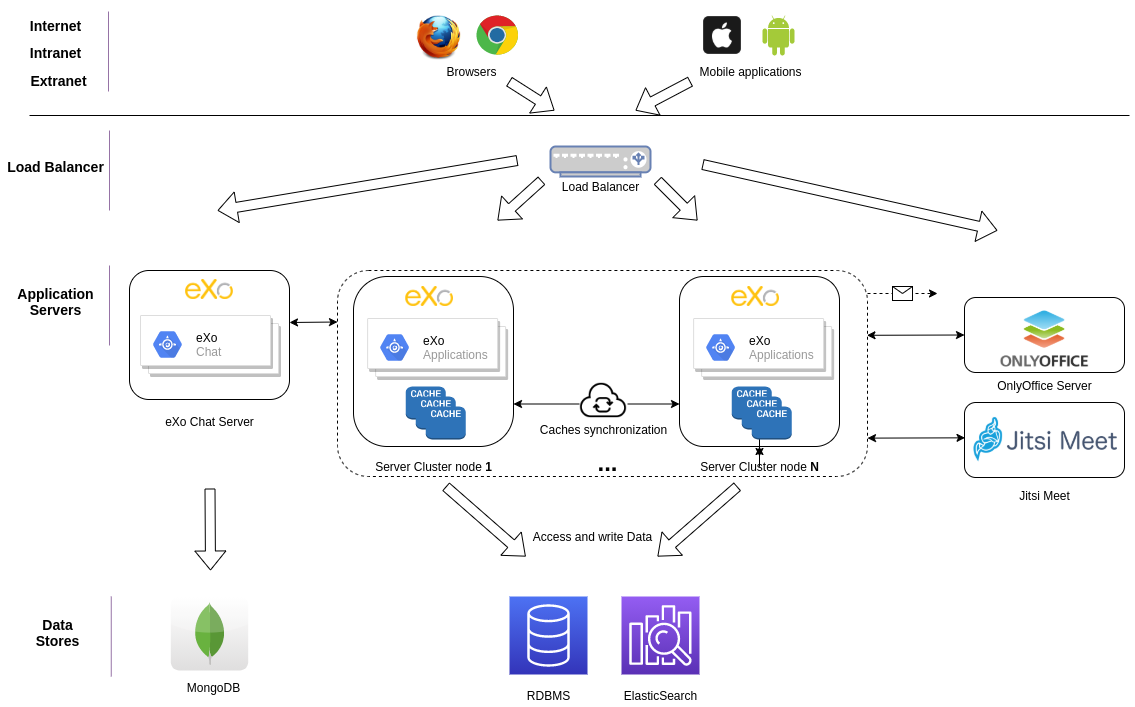 Internet
Intranet
Extranet
Browsers
Mobile applications
Load Balancer
Load Balancer
Application
Servers
eXo
eXo
Chat
eXo Chat Server
eXo
eXo
Applications
CACHE
CACHE
CACHE
Server Cluster node 1
Caches synchronization
...
eXo
eXo
Applications
CACHE
CACHE
CACHE
Server Cluster node N
ONLYOFFICE
OnlyOffice Server
Jitsi Meet
Jitsi Meet
Access and write Data
Data
Stores
MongoDB
RDBMS
ElasticSearch